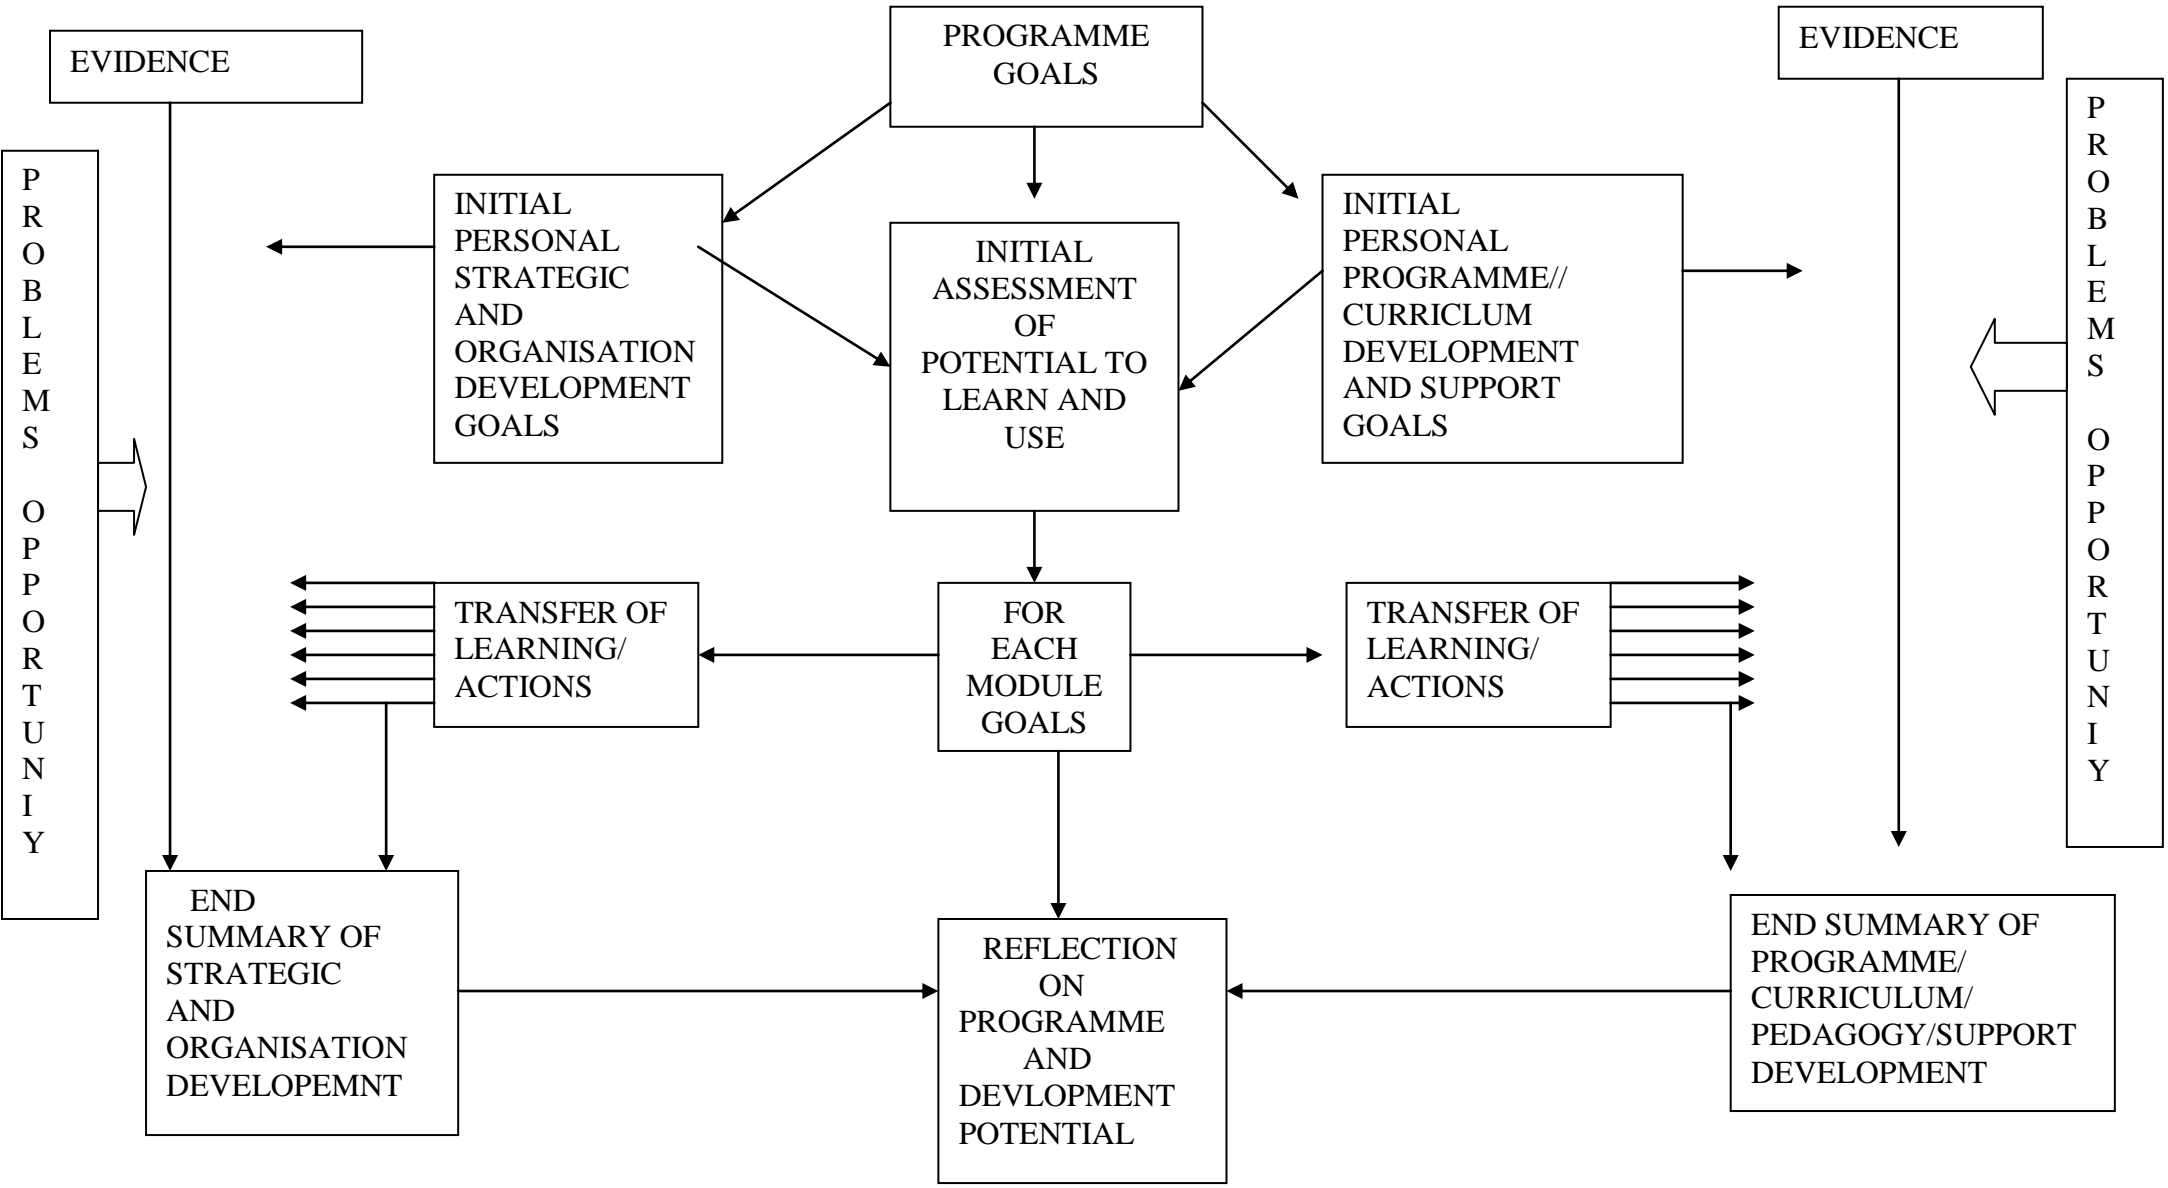 EVIDENCE
PROGRAMME
GOALS
EVIDENCE
P
R
O
B
L
E
M
S
O
P
P
O
R
T
U
N
I
Y
INITIAL
PERSONAL
STRATEGIC
AND
ORGANISATION
DEVELOPMENT
GOALS
INITIAL
ASSESSMENT
OF
POTENTIAL TO
LEARN AND
USE
INITIAL
PERSONAL
PROGRAMME//
CURRICLUM
DEVELOPMENT
AND SUPPORT
GOALS
P
R
O
B
L
E
M
S
O
P
P
O
R
T
U
N
I
Y
TRANSFER OF
LEARNING/
ACTIONS
FOR
EACH
MODULE
GOALS
TRANSFER OF
LEARNING/
ACTIONS
END
SUMMARY OF
STRATEGIC
AND
ORGANISATION
DEVELOPEMNT
REFLECTION
ON
PROGRAMME
AND
DEVLOPMENT
POTENTIAL
END SUMMARY OF
PROGRAMME/
CURRICULUM/
PEDAGOGY/SUPPORT
DEVELOPMENT